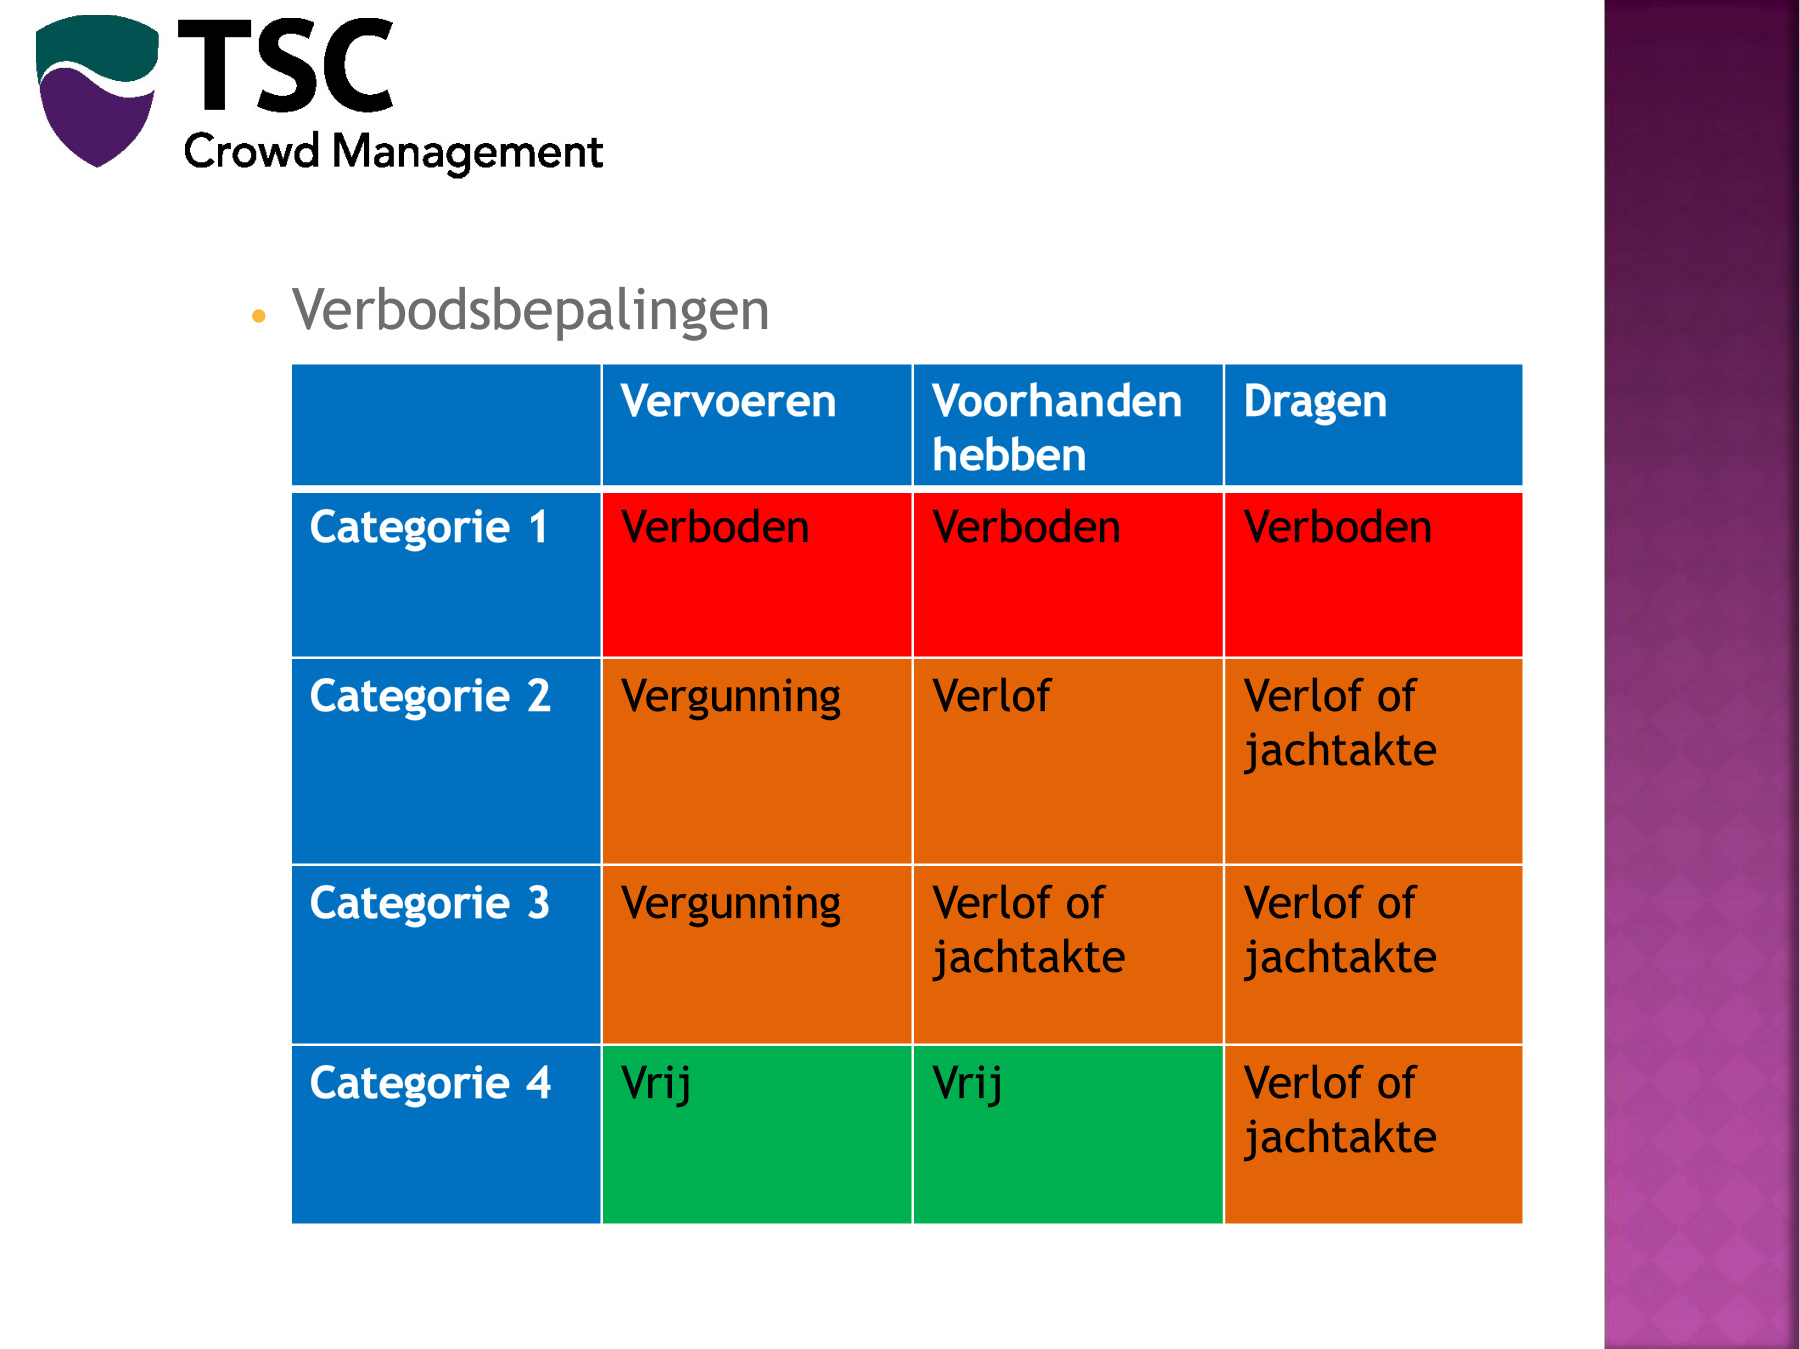 TSC
Crowd Management
• Verbodsbepalingen
Vervoeren
Voorhanden
hebben
Dragen
Categorie 1
Verboden
Verboden
Verboden
Categorie 2
Vergunning
Verlof
Verlof of
jachtakte
Categorie 3
Vergunning
Verlof of
jachtakte
Verlof of
jachtakte
Categorie 4
Vrij
Vrij
Verlof of
jachtakte